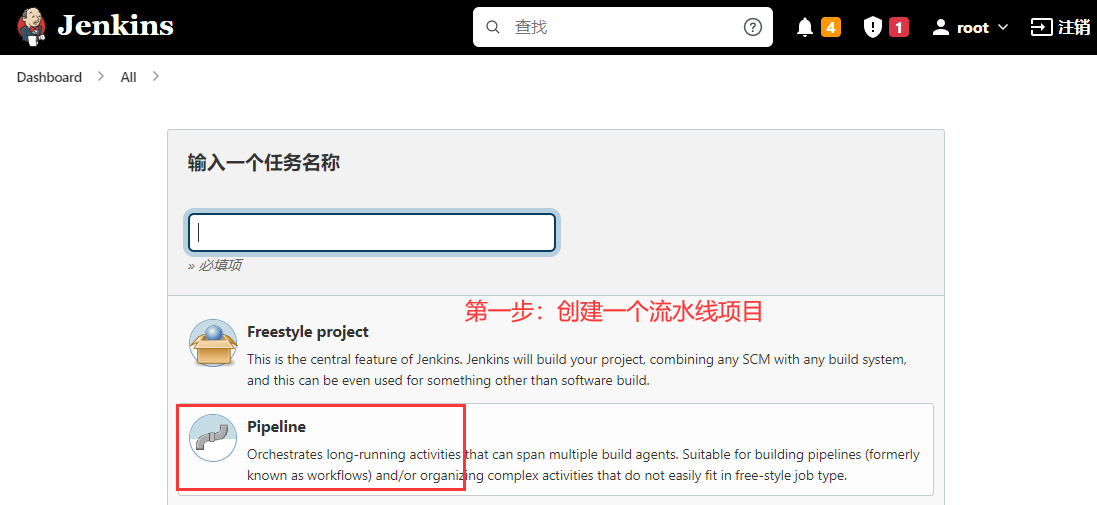 Jenkins
查找
4
1
root
注销
Dashboard
All
输入一个任务名称
» 必填项
第一步：创建一个流水线项目
Freestyle project
This is the central feature of Jenkins. Jenkins will build your project, combining any SCM with any build system,
and this can be even used for something other than software build.
Pipeline
Orchestrates long-running activities that can span multiple build agents. Suitable for building pipelines (formerly
known as workflows) and/or organizing complex activities that do not easily fit in free-style job type.